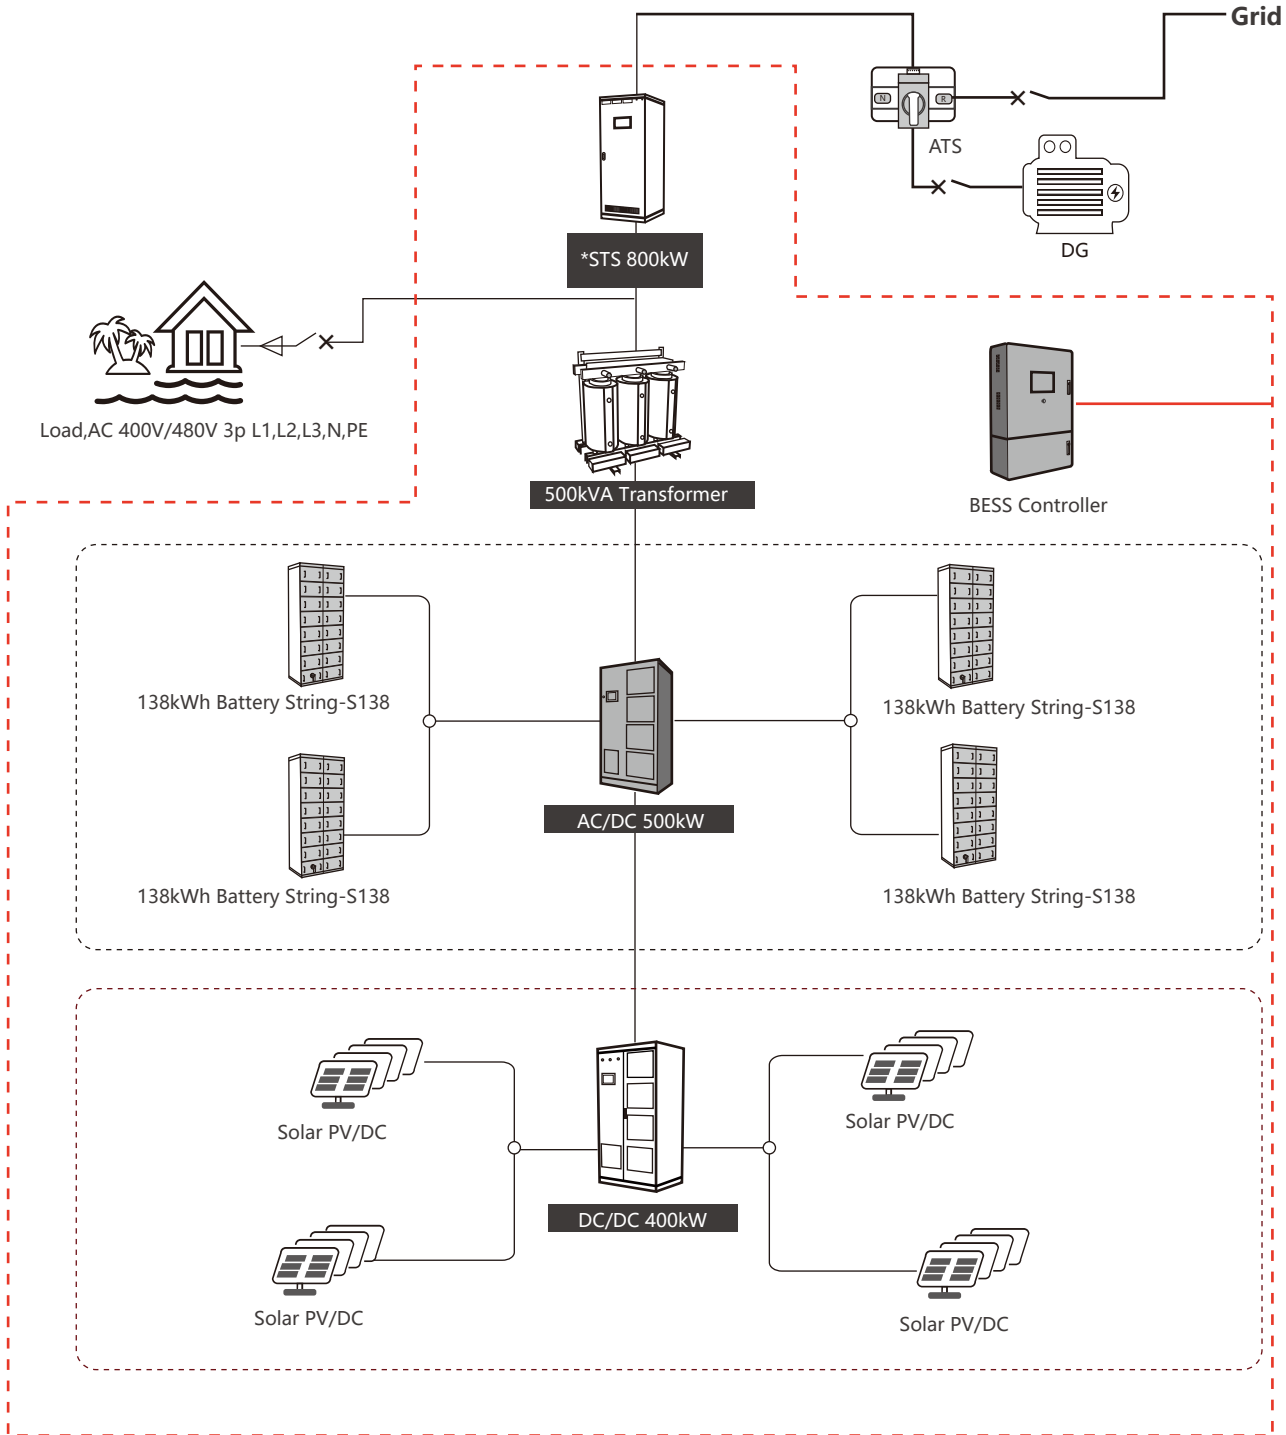 Grid
N
R
ATS
DG
*STS 800kW
Load,AC 400V/480V 3p L1,L2,L3,N,PE
500kVA Transformer
BESS Controller
138kWh Battery String-S138
138kWh Battery String-S138
AC/DC 500kW
138kWh Battery String-S138
138kWh Battery String-S138
Solar PV/DC
Solar PV/DC
DC/DC 400kW
Solar PV/DC
Solar PV/DC